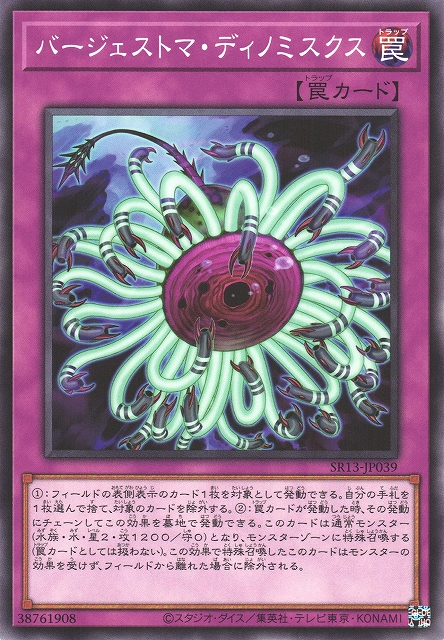 バージェストマ・ディノミスクス 罠
【罠カード】
SR13-JP039
①:フィールドの表側表示のカード1枚を対象として発動できる。自分の手札を
1枚選んで捨て、対象のカードを除外する。②:罠カードが発動した時、その発動
にチェーンしてこの効果を墓地で発動できる。このカードは通常モンスター
(水族・水・星2・攻1200/守0)となり、モンスターゾーンに特殊召喚する
(罠カードとしては扱わない)。この効果で特殊召喚したこのカードはモンスターの
効果を受けず、フィールドから離れた場合に除外される。
38761908
©スタジオ・ダイス/集英社・テレビ東京・KONAMI